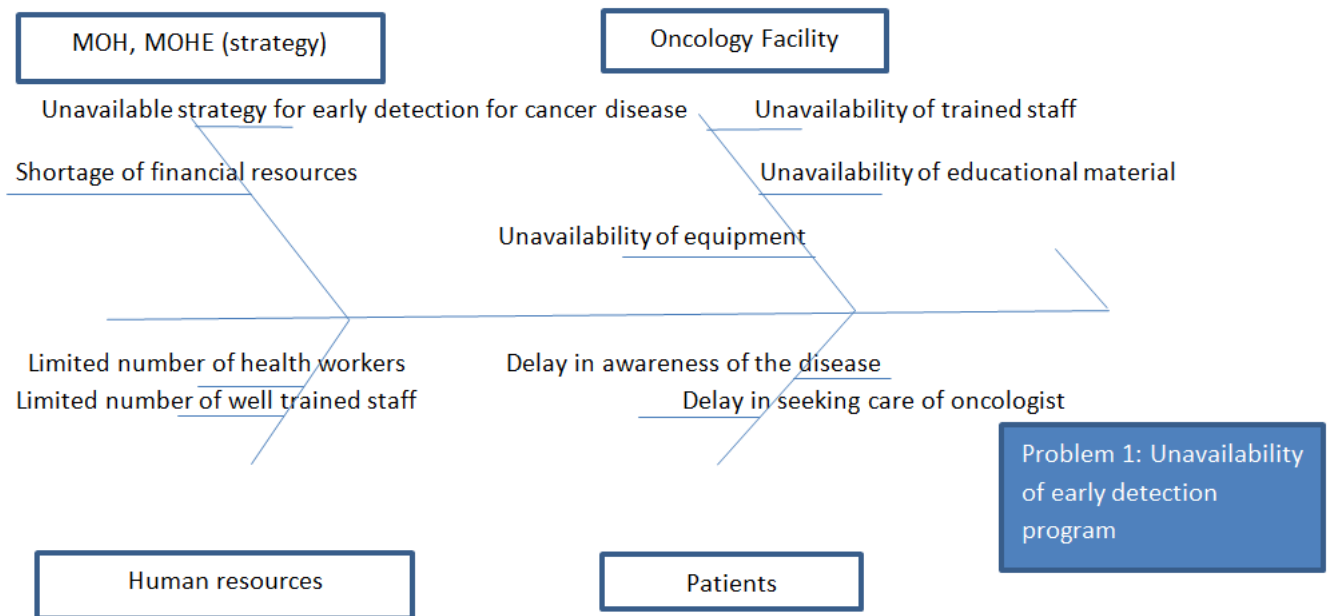 MOH, MOHE (strategy)
Oncology Facility
Unavailable strategy for early detection for cancer disease
Unavailability of trained staff
Shortage of financial resources
Unavailability of educational material
Unavailability of equipment
Limited number of health workers
Delay in awareness of the disease
Limited number of well trained staff
Delay in seeking care of oncologist
Problem 1: Unavailability
of early detection
program
Human resources
Patients